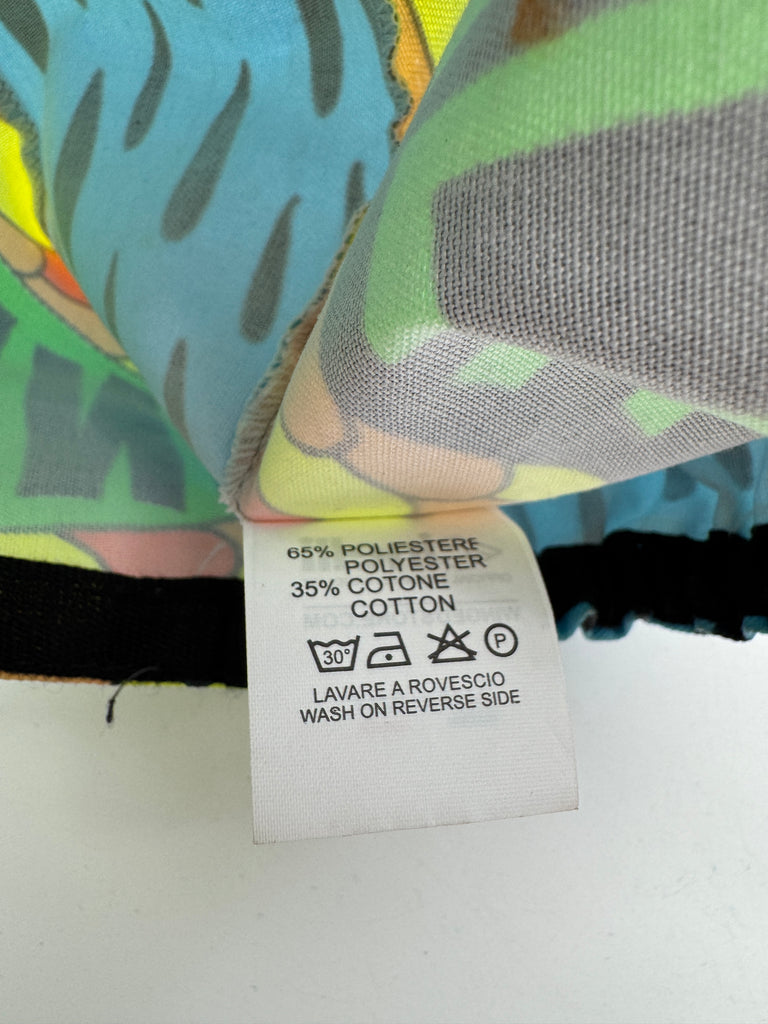 65% POLIESTERE
POLYESTER
35% COTONE
COTTON
30° P
LAVARE A ROVESCIO
WASH ON REVERSE SIDE